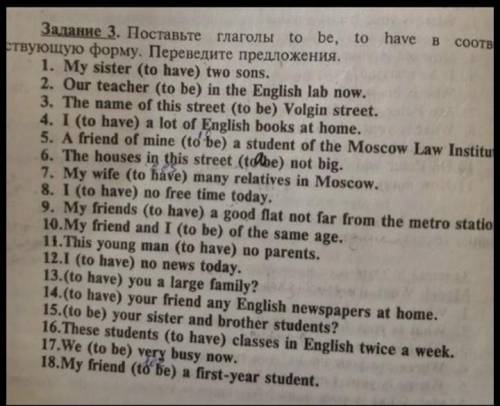 Задание 3. Поставьте глаголы to be, to have в соотв
ствующую форму. Переведите предложения.
1. My sister (to have) two sons.
2. Our teacher (to be) in the English lab now.
3. The name of this street (to be) Volgin street.
4. I (to have) a lot of English books at home.
5. A friend of mine (to be) a student of the Moscow Law Institut
6. The houses in this street (to be) not big.
7. My wife (to have) many relatives in Moscow.
8. I (to have) no free time today.
9. My friends (to have) a good flat not far from the metro statio
10.My friend and I (to be) of the same age.
11.This young man (to have) no parents.
12.I (to have) no news today.
13.(to have) you a large family?
14.(to have) your friend any English newspapers at home.
15.(to be) your sister and brother students?
16.These students (to have) classes in English twice a week.
17.We (to be) very busy now.
18.My friend (to be) a first-year student.